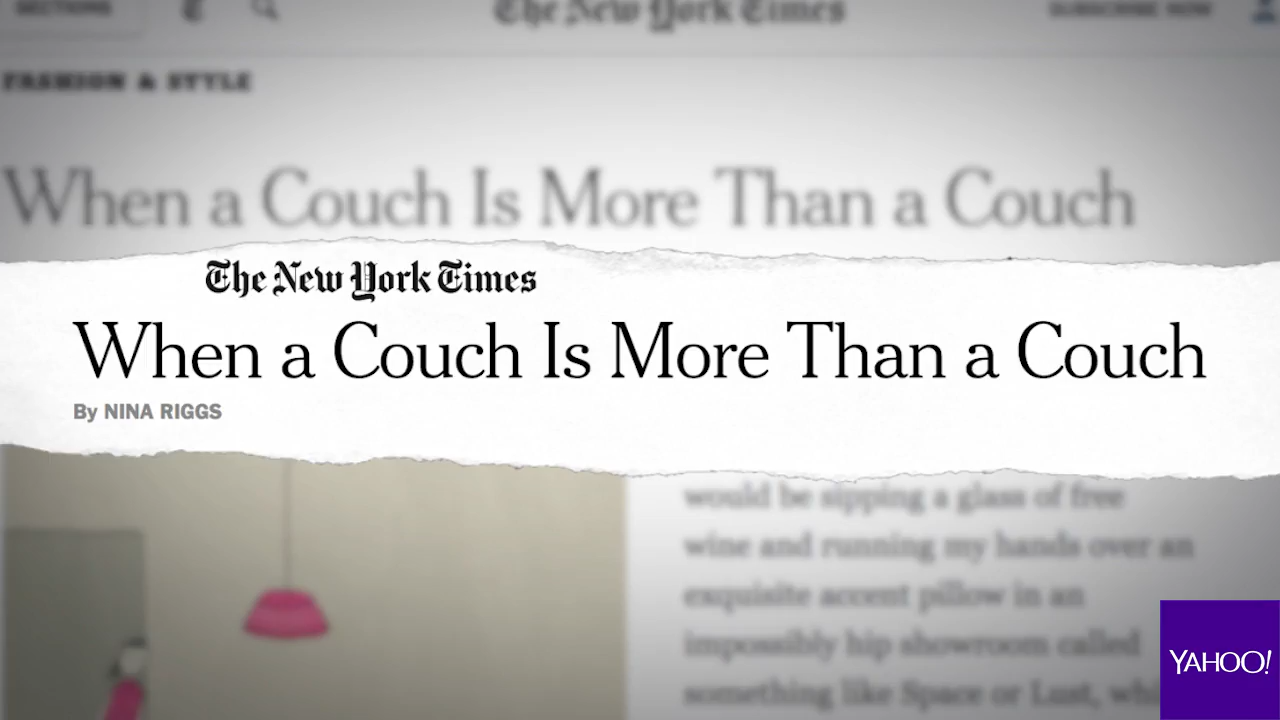 SECTIONS
The New York Times
SUBSCRIBE NOW
FASHION & STYLE
When a Couch Is More Than a Couch
The New York Times
When a Couch Is More Than a Couch
By NINA RIGGS
would be sipping a glass of free
wine and running my hands over an
exquisite accent pillow in an
impossibly hip showroom called
something like Space or Lust,
YAHOO!